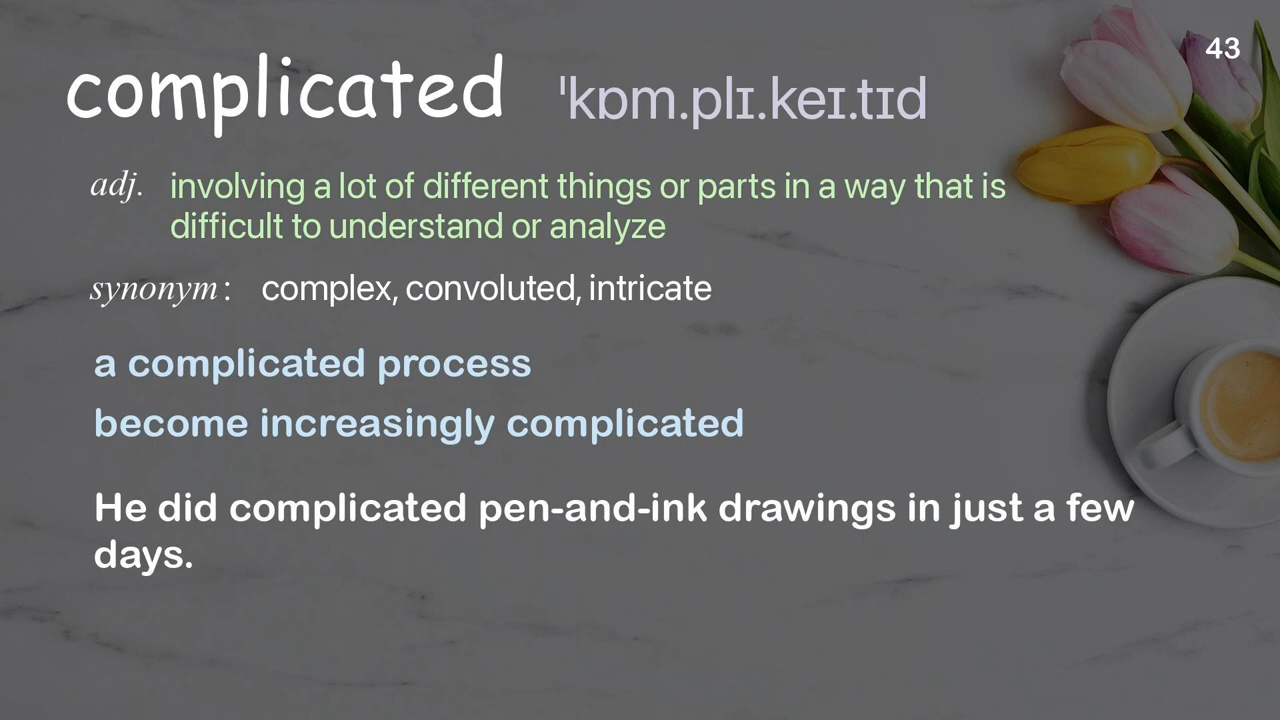 43
complicated ˈkɒm.plɪ.keɪ.tɪd
adj. involving a lot of different things or parts in a way that is
difficult to understand or analyze
synonym: complex, convoluted, intricate
a complicated process
become increasingly complicated
He did complicated pen-and-ink drawings in just a few
days.